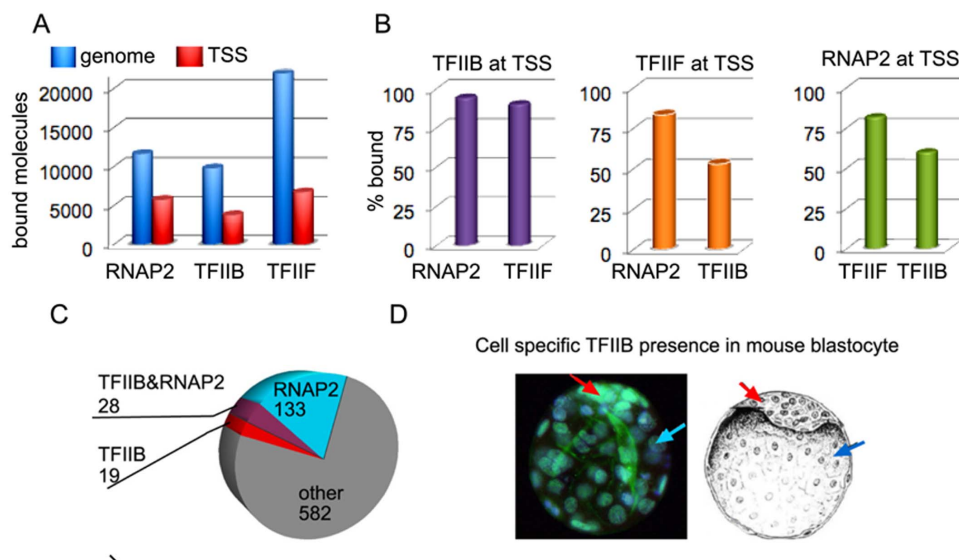 A
genome TSS
20000
15000
10000
5000
0
bound molecules
RNAP2 TFIIB TFIIF
B
TFIIB at TSS
100
75
50
25
0
% bound
RNAP2 TFIIF
TFIIF at TSS
100
75
50
25
0
RNAP2 TFIIB
RNAP2 at TSS
100
75
50
25
0
TFIIF TFIIB
C
TFIIB&RNAP2
28
TFIIB
19
RNAP2
133
other
582
D
Cell specific TFIIB presence in mouse blastocyte